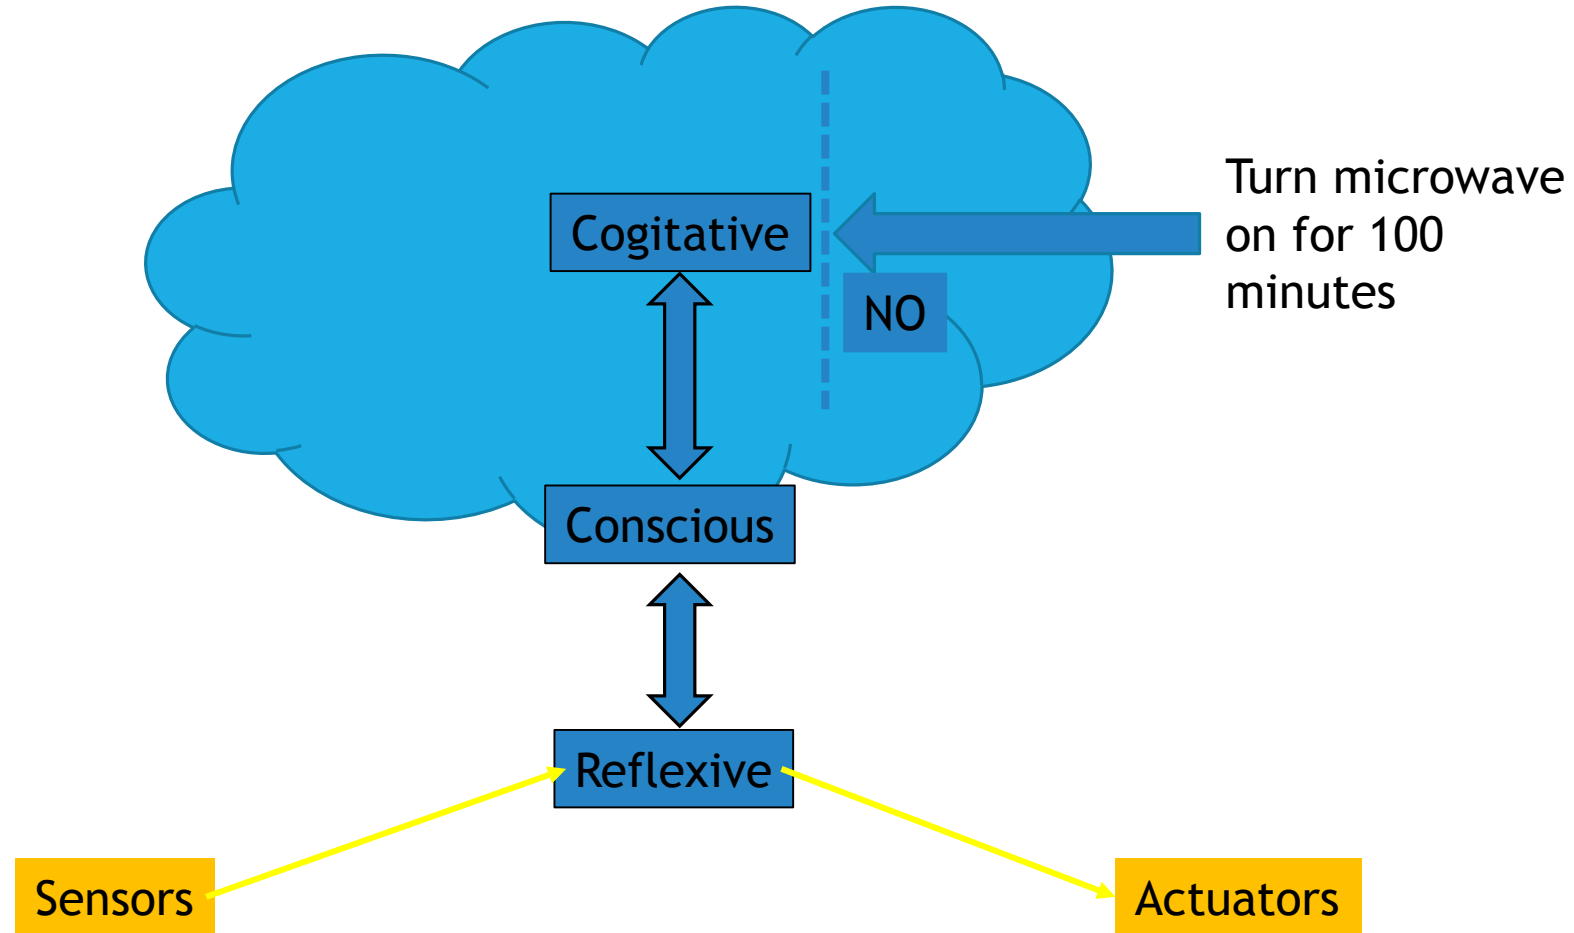 Turn microwave
on for 100
minutes
Cogitative
NO
Conscious
Reflexive
Sensors
Actuators